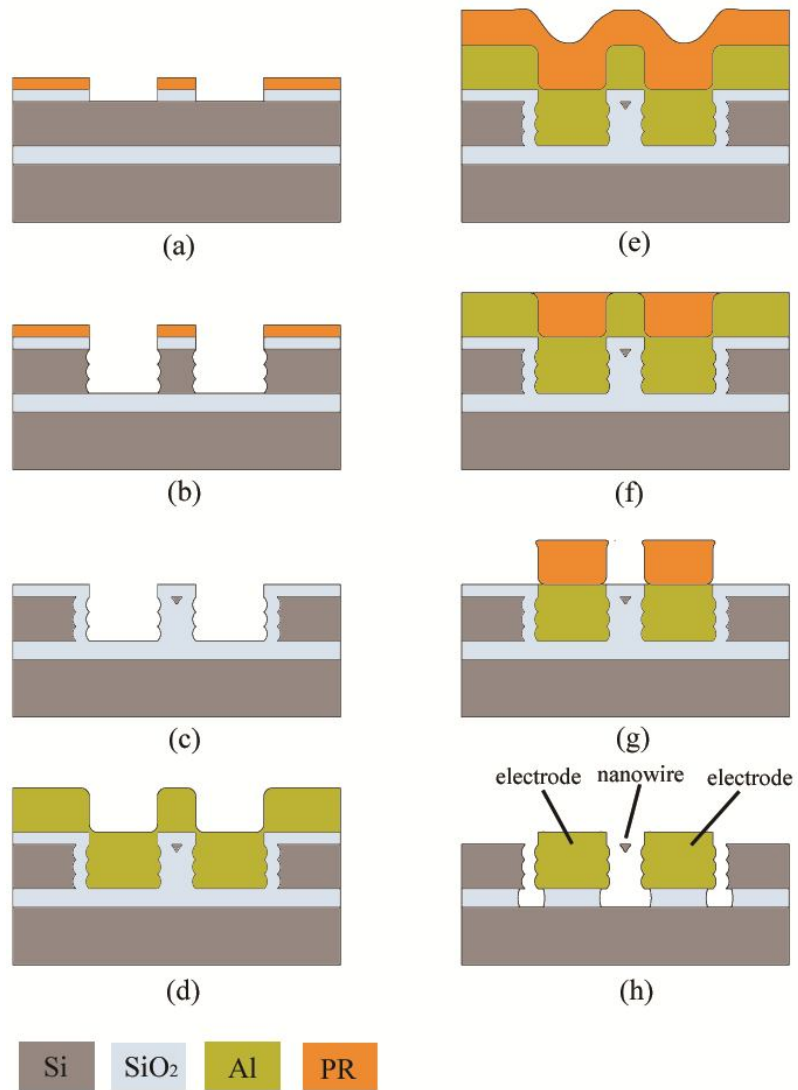 (a)
(b)
(c)
(d)
(e)
(f)
(g)
electrode nanowire electrode
(h)
Si SiO₂ Al PR